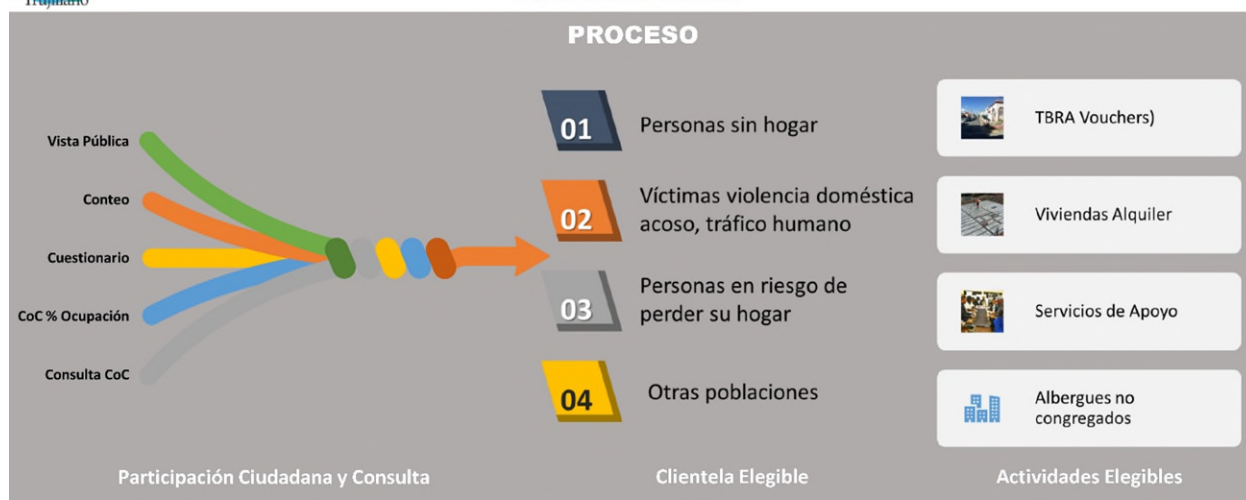 Trujillano
PROCESO
Vista Pública
Conteo
Cuestionario
CoC % Ocupación
Consulta CoC
Participación Ciudadana y Consulta
01
Personas sin hogar
02
Víctimas violencia doméstica
acoso, tráfico humano
03
Personas en riesgo de
perder su hogar
04
Otras poblaciones
Clientela Elegible
TBRA Vouchers)
Viviendas Alquiler
Servicios de Apoyo
Albergues no
congregados
Actividades Elegibles